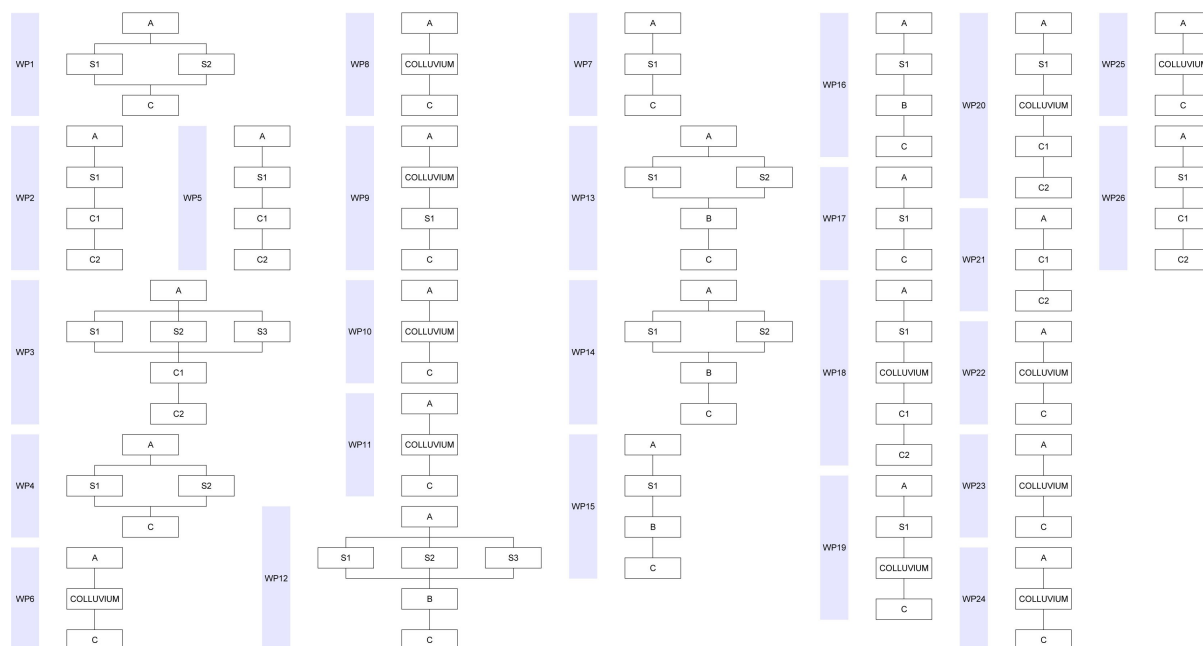 WP1
A
S1 S2
C
WP2
A
S1
C1
C2
WP5
A
S1
C1
C2
WP3
A
S1 S2 S3
C1
C2
WP4
A
S1 S2
C
WP6
A
COLLUVIUM
C
WP8
A
COLLUVIUM
C
WP9
A
COLLUVIUM
S1
C
WP10
A
COLLUVIUM
C
WP11
A
COLLUVIUM
C
WP12
A
S1 S2 S3
B
C
WP7
A
S1
C
WP13
A
S1 S2
B
C
WP14
A
S1 S2
B
C
WP15
A
S1
B
C
WP16
A
S1
B
C
WP17
A
S1
C
WP18
A
S1
COLLUVIUM
C1
C2
WP19
A
S1
COLLUVIUM
C
WP20
A
S1
COLLUVIUM
C1
C2
WP21
A
C1
C2
WP22
A
COLLUVIUM
C
WP23
A
COLLUVIUM
C
WP24
A
COLLUVIUM
C
WP25
A
COLLUVIUM
C
WP26
A
S1
C1
C2